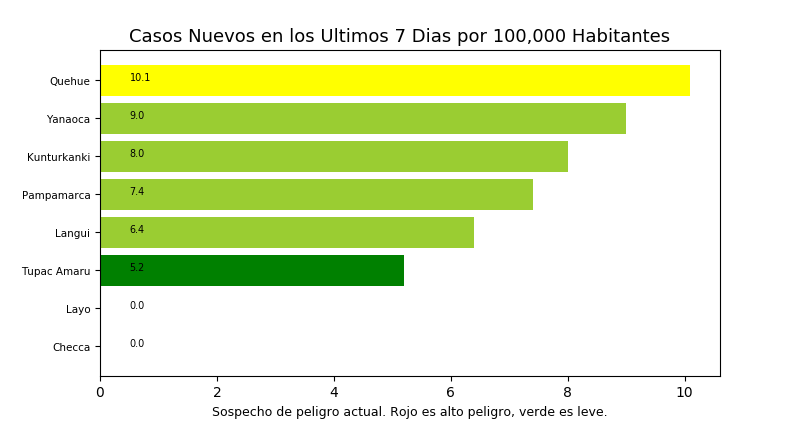 Casos Nuevos en los Ultimos 7 Dias por 100,000 Habitantes
Quehue 10.1
Yanaoca 9.0
Kunturkanki 8.0
Pampamarca 7.4
Langui 6.4
Tupac Amaru 5.2
Layo 0.0
Checca 0.0
0 2 4 6 8 10
Sospecho de peligro actual. Rojo es alto peligro, verde es leve.